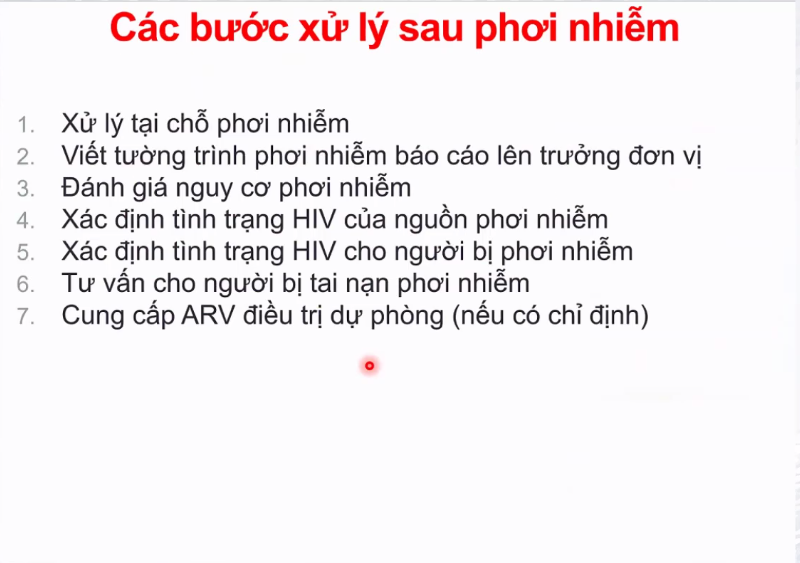 Các bước xử lý sau phơi nhiễm
1. Xử lý tại chỗ phơi nhiễm
2. Viết tường trình phơi nhiễm báo cáo lên trưởng đơn vị
3. Đánh giá nguy cơ phơi nhiễm
4. Xác định tình trạng HIV của nguồn phơi nhiễm
5. Xác định tình trạng HIV cho người bị phơi nhiễm
6. Tư vấn cho người bị tai nạn phơi nhiễm
7. Cung cấp ARV điều trị dự phòng (nếu có chỉ định)